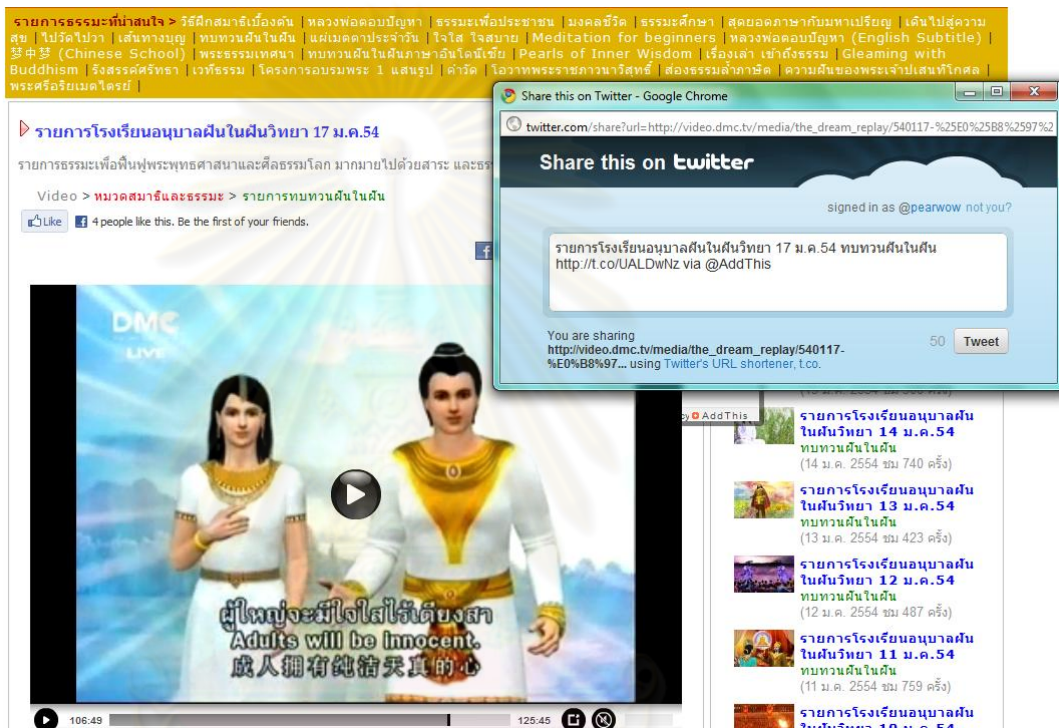 รายการธรรมะที่น่าสนใจ > วิธีฝึกสมาธิเบื้องต้น |หลวงพ่อตอบปัญหา |ธรรมะเพื่อประชาชน |มงคลชีวิต |ธรรมะศึกษา |สุดยอดภาษากับมหาเปรียญ |เดินไปสู่ความ
สุข |ไปวัดไปวา |เส้นทางบุญ |ทบทวนฝันในฝัน |แผ่เมตตาประจำวัน |ใจใส ใจสบาย |Meditation for beginners |หลวงพ่อตอบปัญหา (English Subtitle) |
梦中梦 (Chinese School) |พระธรรมเทศนา |ทบทวนฝันในฝันภาษาอินโดนีเซีย |Pearls of Inner Wisdom |เรื่องเล่า เข้าถึงธรรม |Gleaming with
Buddhism |รังสรรค์ศรัทธา |เวทีธรรม |โครงการอบรมพระ 1 แสนรูป |คำวัด |โอวาทพระราชภาวนาวิสุทธิ์ |ส่องธรรมล้ำภาษิต |ความฝันของพระเจ้าปเสนทิโกศล |
พระศรีอริยเมตไตรย์ |
รายการโรงเรียนอนุบาลฝันในฝันวิทยา 17 ม.ค.54
รายการธรรมะเพื่อฟื้นฟูพระพุทธศาสนาและศีลธรรมโลก มากมายไปด้วยสาระ และธร
Video > หมวดสมาธิและธรรมะ > รายการทบทวนฝันในฝัน
Like 4 people like this. Be the first of your friends.
DMC
LIVE
ผู้ใหญ่จะมีใจใสไร้เดียงสา
Adults will be innocent.
成人拥有纯洁天真的心
106:49 125:45
Share this on Twitter - Google Chrome
twitter.com/share?url=http://video.dmc.tv/media/the_dream_replay/540117-%25E0%25B8%2597%2
Share this on twitter
signed in as @pearwow not you?
รายการโรงเรียนอนุบาลฝันในฝันวิทยา 17 ม.ค.54 ทบทวนฝันในฝัน
http://t.co/UALDwNz via @AddThis
You are sharing
http://video.dmc.tv/media/the_dream_replay/540117-
%E0%B8%97... using Twitter's URL shortener, t.co.
50 Tweet
AddThis
รายการโรงเรียนอนุบาลฝัน
ในฝันวิทยา 14 ม.ค.54
ทบทวนฝันในฝัน
(14 ม.ค. 2554 ชม 740 ครั้ง)
รายการโรงเรียนอนุบาลฝัน
ในฝันวิทยา 13 ม.ค.54
ทบทวนฝันในฝัน
(13 ม.ค. 2554 ชม 423 ครั้ง)
รายการโรงเรียนอนุบาลฝัน
ในฝันวิทยา 12 ม.ค.54
ทบทวนฝันในฝัน
(12 ม.ค. 2554 ชม 487 ครั้ง)
รายการโรงเรียนอนุบาลฝัน
ในฝันวิทยา 11 ม.ค.54
ทบทวนฝันในฝัน
(11 ม.ค. 2554 ชม 759 ครั้ง)
รายการโรงเรียนอนุบาลฝัน
ในฝันวิทยา 10 ม.ค.54